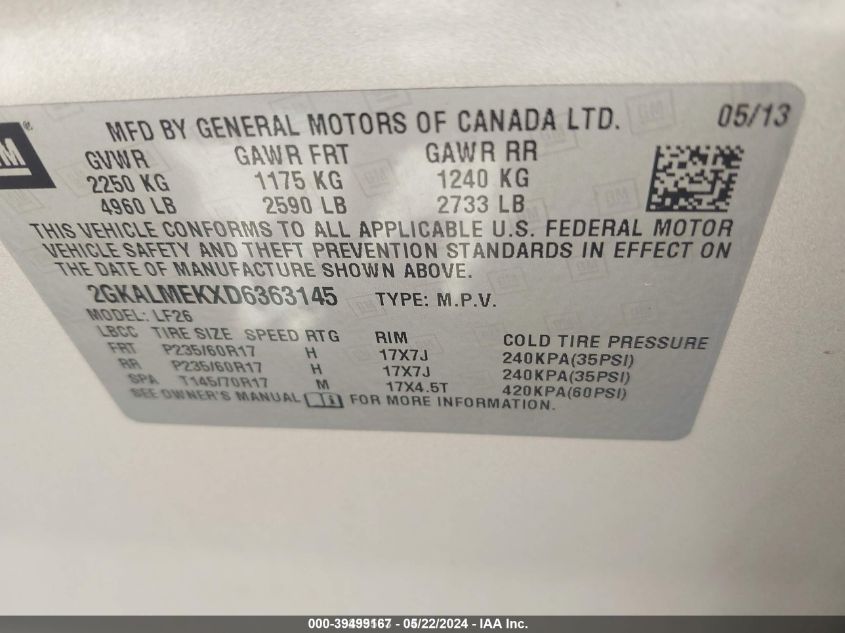 GM ®
MFD BY GENERAL MOTORS OF CANADA LTD. 05/13
GVWR GAWR FRT GAWR RR
2250 KG 1175 KG 1240 KG
4960 LB 2590 LB 2733 LB
THIS VEHICLE CONFORMS TO ALL APPLICABLE U.S. FEDERAL MOTOR
VEHICLE SAFETY AND THEFT PREVENTION STANDARDS IN EFFECT ON
THE DATE OF MANUFACTURE SHOWN ABOVE.
2GKALMEKXD6363145 TYPE: M.P.V.
MODEL: LF26
LBCC TIRE SIZE SPEED RTG RIM COLD TIRE PRESSURE
FRT P235/60R17 H 17X7J 240KPA(35PSI)
RR P235/60R17 H 17X7J 240KPA(35PSI)
SPA T145/70R17 M 17X4.5T 420KPA(60PSI)
SEE OWNER'S MANUAL FOR MORE INFORMATION.
000-39499167 - 05/22/2024 - IAA Inc.